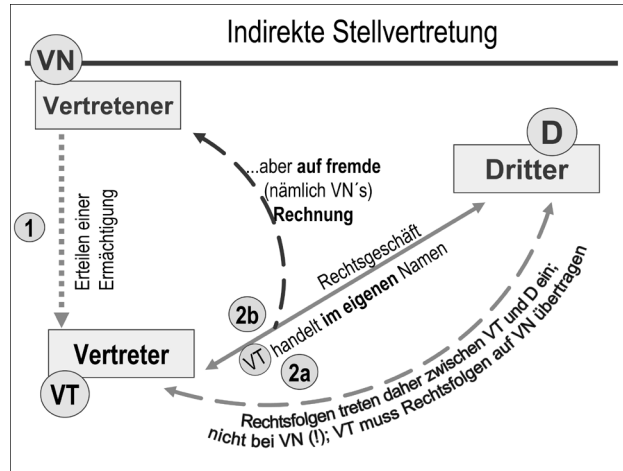 Indirekte Stellvertretung
VN
Vertretener
D
Dritter
...aber auf fremde
(nämlich VN´s)
Rechnung
1
Erteilen einer
Ermächtigung
Rechtsgeschäft
VT handelt im eigenen Namen
2b
2a
Vertreter
VT
Rechtsfolgen treten daher zwischen VT und D ein;
nicht bei VN (!); VT muss Rechtsfolgen auf VN übertragen